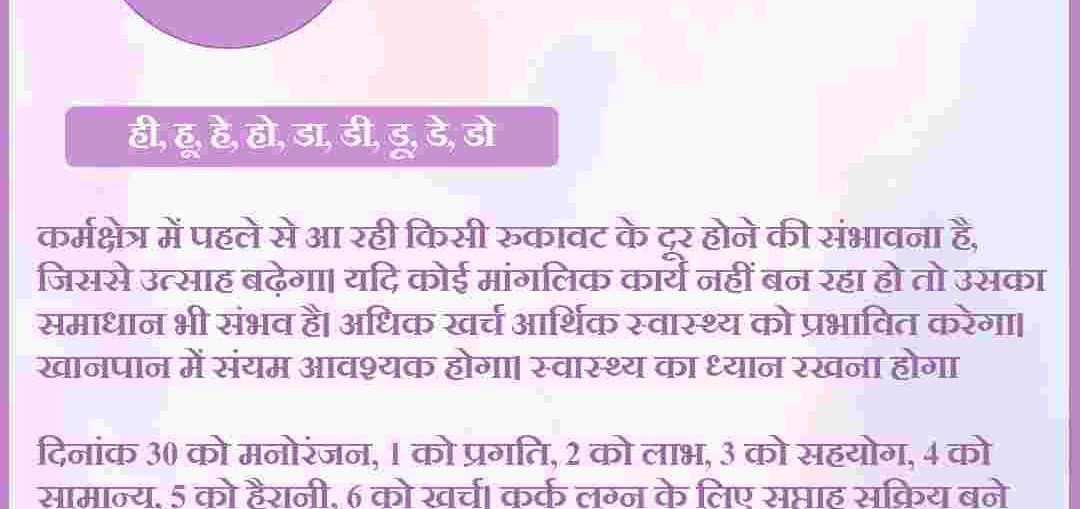 ही, हू, हे, हो, डा, डी, डू, डे, डो
कर्मक्षेत्र में पहले से आ रही किसी रुकावट के दूर होने की संभावना है,
जिससे उत्साह बढ़ेगा। यदि कोई मांगलिक कार्य नहीं बन रहा हो तो उसका
समाधान भी संभव है। अधिक खर्च आर्थिक स्वास्थ्य को प्रभावित करेगा।
खानपान में संयम आवश्यक होगा। स्वास्थ्य का ध्यान रखना होगा
दिनांक 30 को मनोरंजन, 1 को प्रगति, 2 को लाभ, 3 को सहयोग, 4 को
सामान्य, 5 को हैरानी, 6 को खर्च। कर्क लग्न के लिए सप्ताह सक्रिय बने